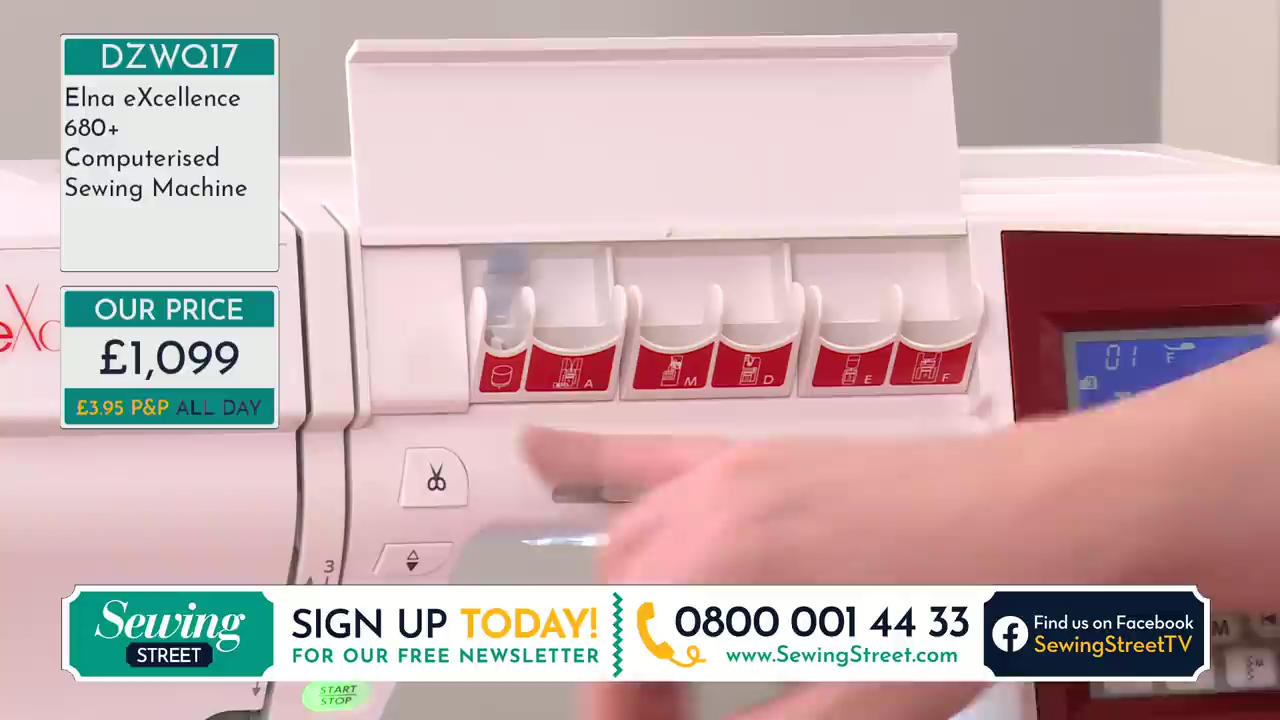 DZWQ17
Elna eXcellence
680+
Computerised
Sewing Machine
OUR PRICE
£1,099
£3.95 P&P ALL DAY
eXc
A
M
D
E
F
01
F
3
START
STOP
M
Sewing
STREET
SIGN UP TODAY!
FOR OUR FREE NEWSLETTER
0800 001 44 33
www.SewingStreet.com
Find us on Facebook
SewingStreetTV